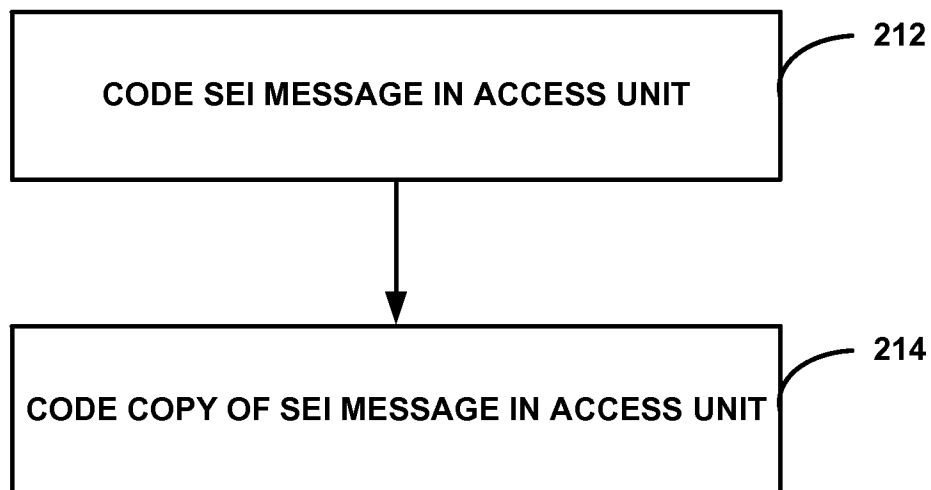 212
CODE SEI MESSAGE IN ACCESS UNIT
214
CODE COPY OF SEI MESSAGE IN ACCESS UNIT